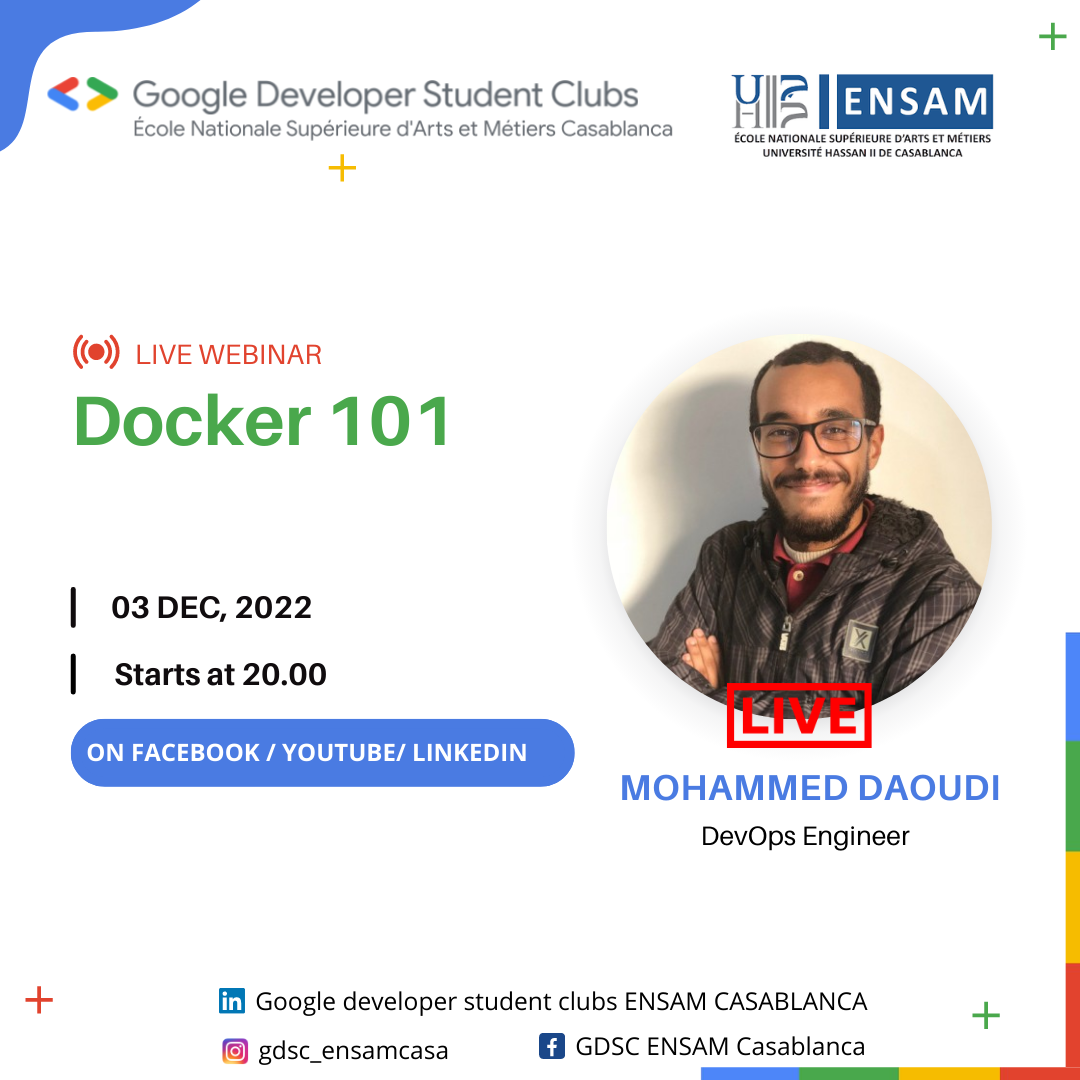 Google Developer Student Clubs
École Nationale Supérieure d'Arts et Métiers Casablanca
UH2C ENSAM
ÉCOLE NATIONALE SUPÉRIEURE D'ARTS ET MÉTIERS
UNIVERSITÉ HASSAN II DE CASABLANCA
LIVE WEBINAR
Docker 101
03 DEC, 2022
Starts at 20.00
ON FACEBOOK / YOUTUBE/ LINKEDIN
LIVE
MOHAMMED DAOUDI
DevOps Engineer
Google developer student clubs ENSAM CASABLANCA
gdsc_ensamcasa
GDSC ENSAM Casablanca